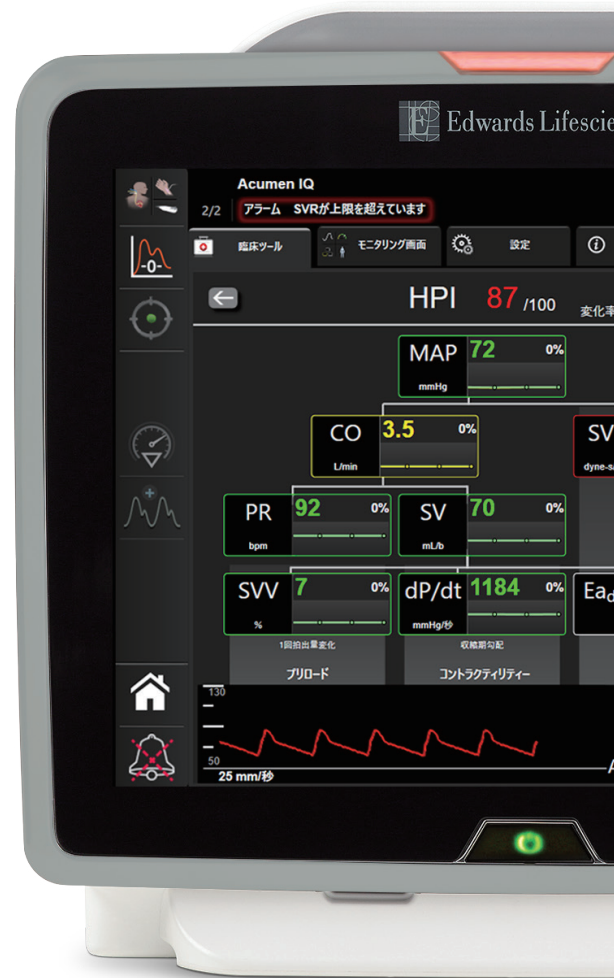 Edwards Lifescie
Acumen IQ
2/2 アラーム SVRが上限を超えています
臨床ツール モニタリング画面 設定
-0-
HPI 87 /100 変化率
MAP 72 0%
mmHg
CO 3.5 0% SV
L/min dyne-s
PR 92 0% SV 70 0%
bpm mL/b
SVV 7 0% dP/dt 1184 0% Ead
% mmHg/秒
1回拍出量変化 収縮期勾配
プリロード コントラクティリティー
130
50
25 mm/秒 A